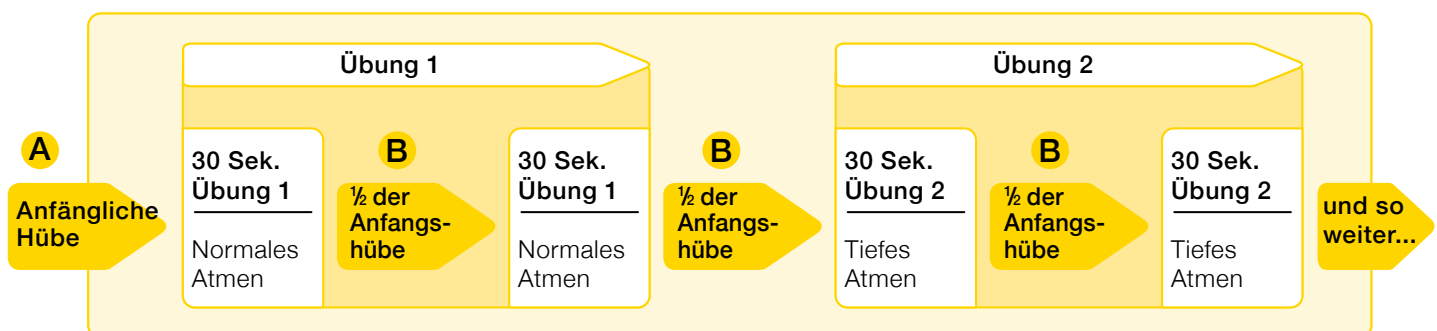 Übung 1
Übung 2
A
Anfängliche
Hübe
30 Sek.
Übung 1
Normales
Atmen
B
½ der
Anfangs-
hübe
30 Sek.
Übung 1
Normales
Atmen
B
½ der
Anfangs-
hübe
30 Sek.
Übung 2
Tiefes
Atmen
B
½ der
Anfangs-
hübe
30 Sek.
Übung 2
Tiefes
Atmen
und so
weiter...